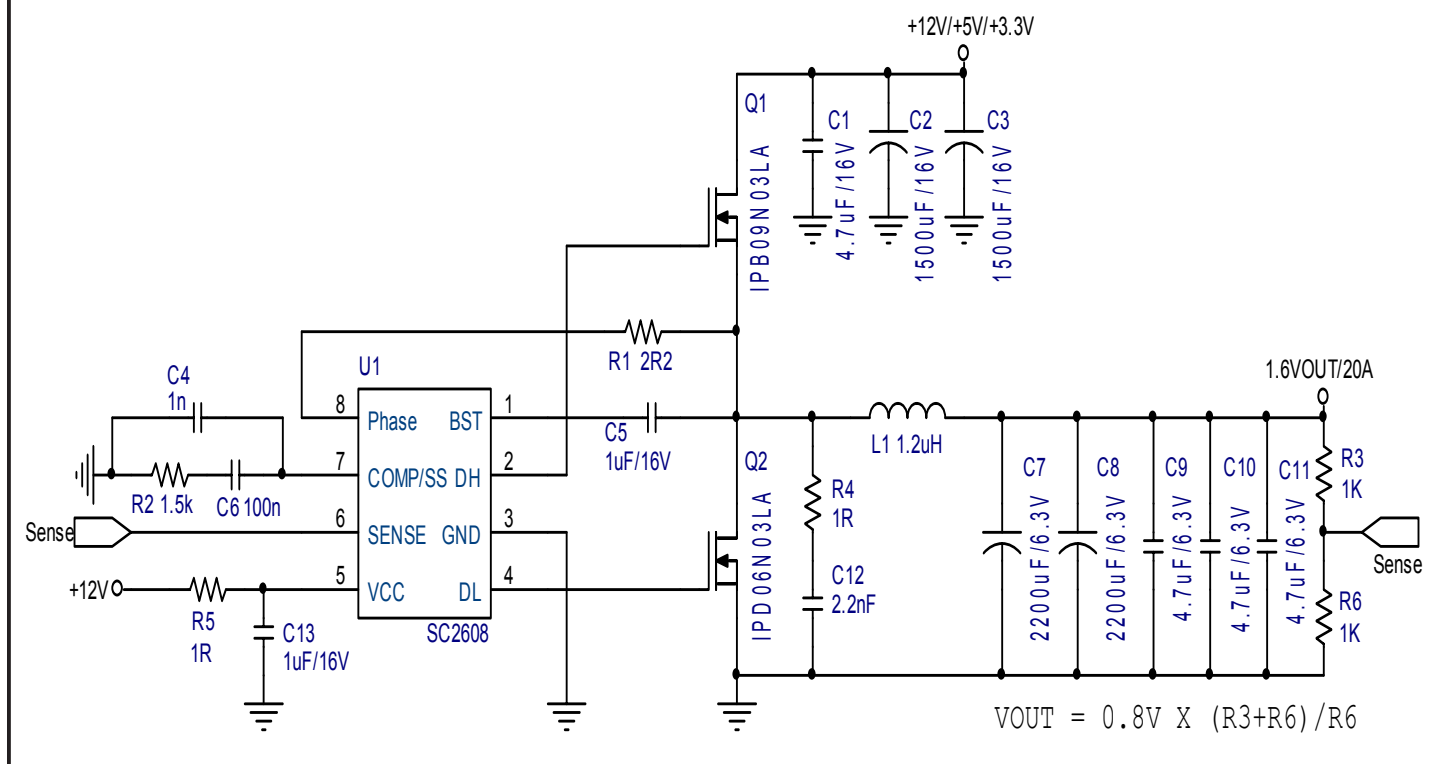 +12V/+5V/+3.3V
Q1
IPB09N03LA
C1
4.7uF/16V
C2
1500uF/16V
C3
1500uF/16V
R1 2R2
U1
C4
1n
8
Phase
BST
1
C5
1uF/16V
1.6VOUT/20A
L1 1.2uH
7
COMP/SS
DH
2
R2 1.5k
C6 100n
Q2
IPD06N03LA
R4
1R
C7
2200uF/6.3V
C8
2200uF/6.3V
C9
4.7uF/6.3V
C10
4.7uF/6.3V
C11
4.7uF/6.3V
R3
1K
Sense
6
SENSE
GND
3
Sense
+12V
R5
1R
5
VCC
DL
4
C12
2.2nF
R6
1K
SC2608
C13
1uF/16V
VOUT = 0.8V X (R3+R6)/R6